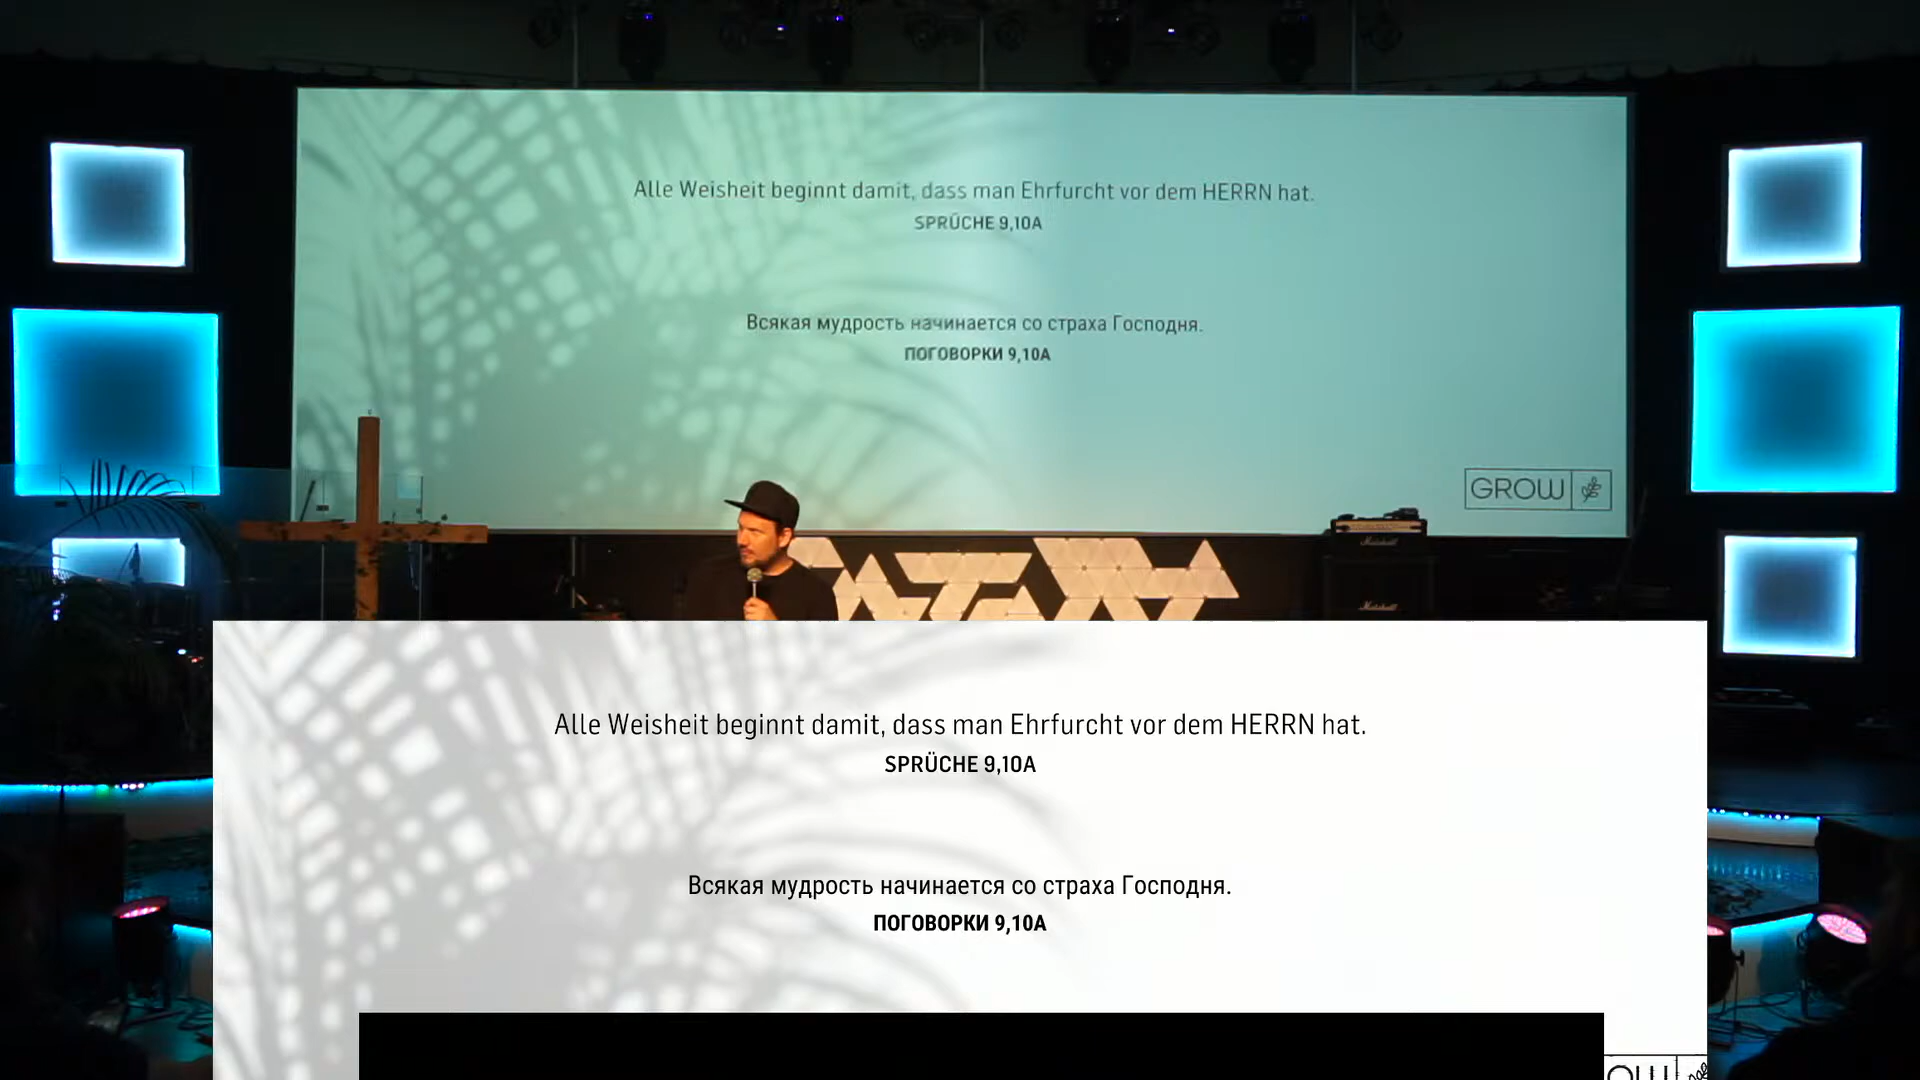 Alle Weisheit beginnt damit, dass man Ehrfurcht vor dem HERRN hat.
SPRÜCHE 9,10A
Всякая мудрость начинается со страха Господня.
ПОГОВОРКИ 9,10A
GROW
Marshall
Marshall
Alle Weisheit beginnt damit, dass man Ehrfurcht vor dem HERRN hat.
SPRÜCHE 9,10A
Всякая мудрость начинается со страха Господня.
ПОГОВОРКИ 9,10A